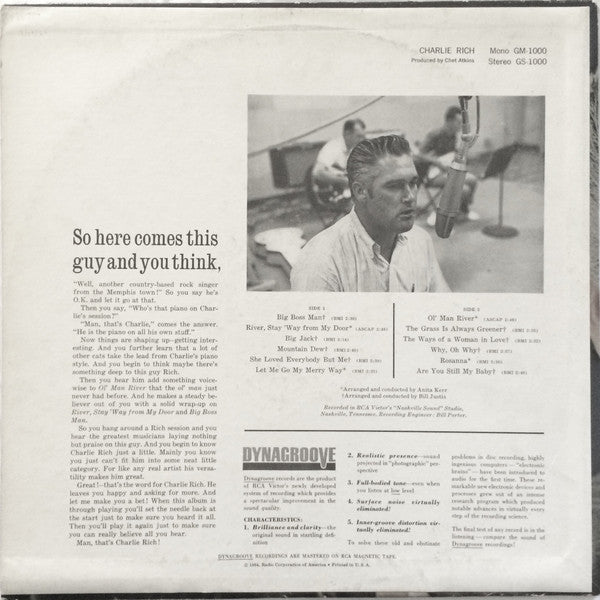 CHARLIE RICH Mono GM-1000
Produced by Chet Atkins Stereo GS-1000
So here comes this
guy and you think,
"Well, another country-based rock singer
from the Memphis town!" So you say he's
O.K. and let it go at that.
Then you say, "Who's that piano on Char-
lie's session?"
"Man, that's Charlie," comes the answer.
"He is the piano on all his own stuff."
Now things are shaping up—getting inter-
esting. And you further learn that a lot of
other cats take the lead from Charlie's piano
style. And you begin to think maybe there's
something deep to this guy Rich.
Then you hear him add something voice-
wise to Ol' Man River that the ol' man just
never had before. And he makes a steady be-
liever out of you with a solid wrap-up on
River, Stay 'Way from My Door and Big Boss
Man.
So you hang around a Rich session and you
hear the greatest musicians laying nothing
but praise on this guy. And you begin to know
Charlie Rich just a little. Mainly you know
you just can't fit him into some neat little
category. For like any real artist his versa-
tility makes him great.
Great!—that's the word for Charlie Rich. He
leaves you happy and asking for more. And
let me make you a bet! When this album is
through playing you'll set the needle back at
the start just to make sure you heard it all.
Then you'll play it again just to make sure
you can really believe all you hear.
Man, that's Charlie Rich!
SIDE 1
Big Boss Man†
River, Stay 'Way from My Door* (ASCAP
Big Jack†
Mountain Dew†
She Loved Everybody But Me†
Let Me Go My Merry Way*
SIDE 2
Ol' Man River* (ASCAP
The Grass Is Always Greener†
The Ways of a Woman in Love†
Why, Oh Why†
Rosanna*
Are You Still My Baby†
*Arranged and conducted by Anita Kerr
†Arranged and conducted by Bill Justis
Recorded in RCA Victor's "Nashville Sound" Studio,
Nashville, Tennessee. Recording Engineer: Bill Porter.
DYNAGROOVE
Dynagroove records are the product
of RCA Victor's newly developed
system of recording which provides
a spectacular improvement in the
sound quality.
CHARACTERISTICS:
1. Brilliance and clarity—the
original sound in startling defi-
nition
2. Realistic presence—sound
projected in "photographic" per-
spective
3. Full-bodied tone—even when
you listen at low level
4. Surface noise virtually
eliminated!
5. Inner-groove distortion vir-
tually eliminated!
To solve these old and obstinate
problems in disc recording, highly
ingenious computers—"electronic
brains"—have been introduced to
audio for the first time. These re-
markable new electronic devices and
processes grew out of an intense
research program which produced
notable advances in virtually every
step of the recording science.
The final test of any record is in the
listening—compare the sound of
Dynagroove recordings!
DYNAGROOVE RECORDINGS ARE MASTERED ON RCA MAGNETIC TAPE.
© 1964, Radio Corporation of America • Printed in U.S.A.